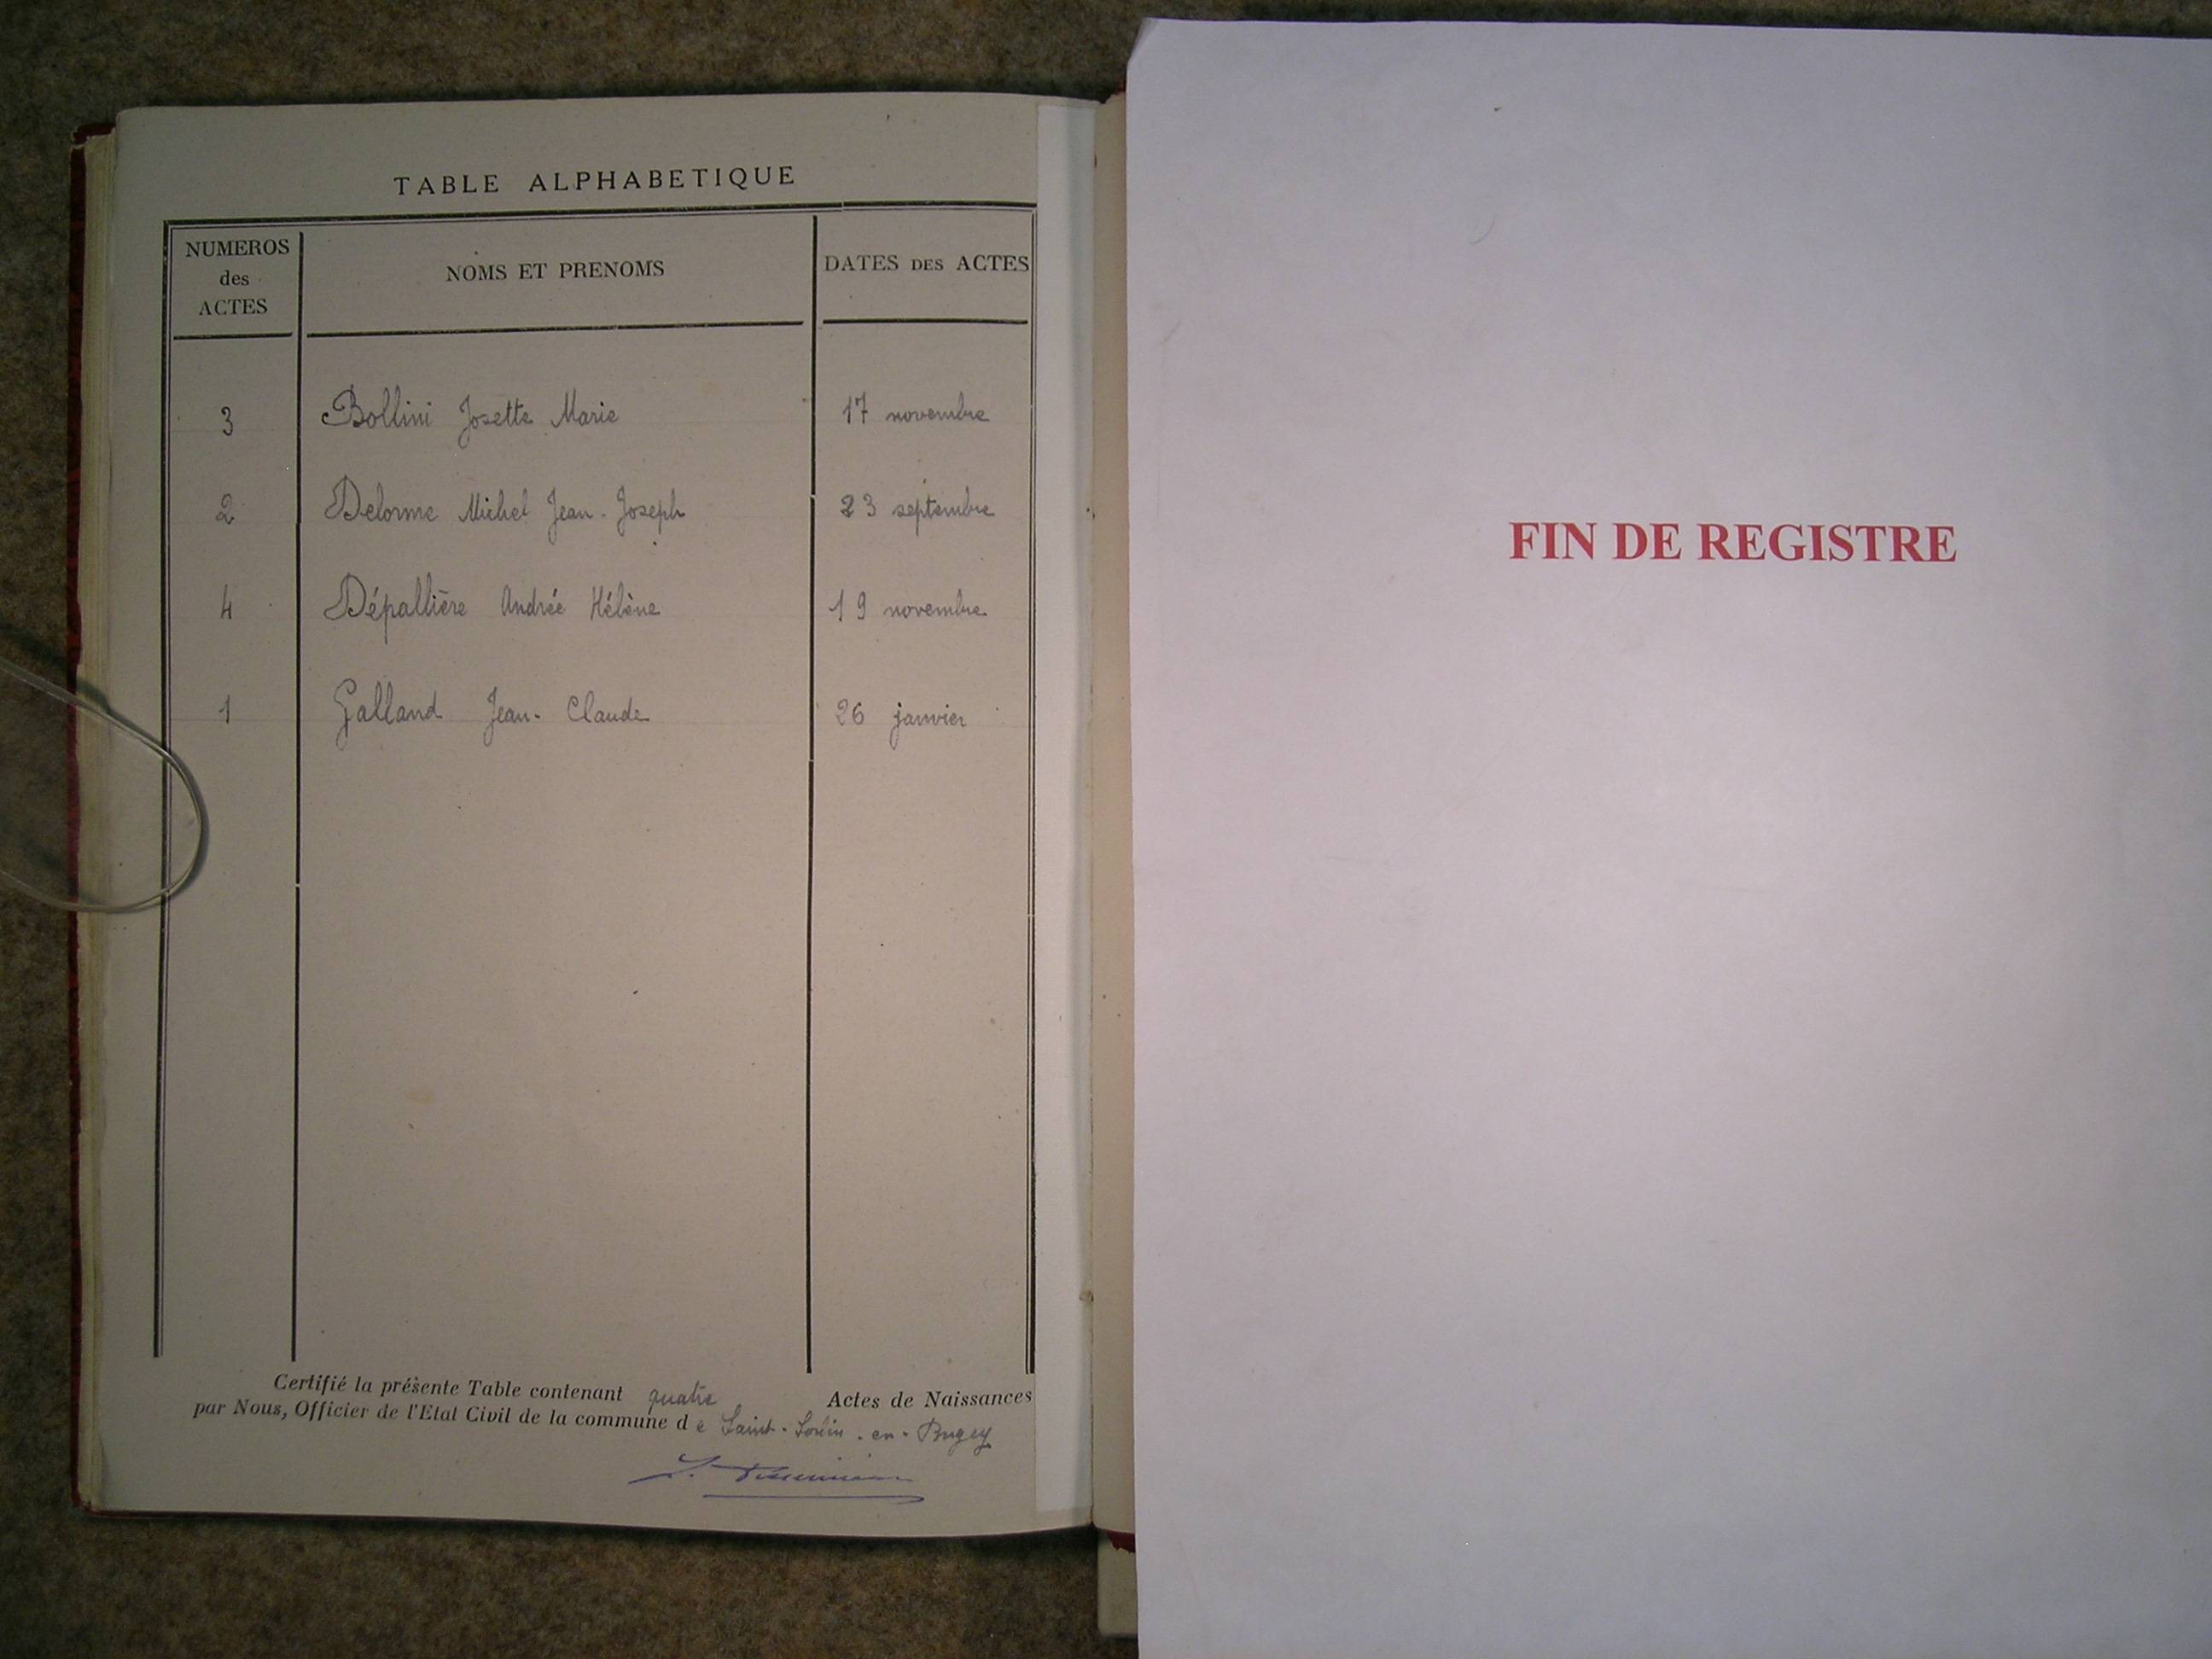 TABLE ALPHABETIQUE
NUMEROS des ACTES
NOMS ET PRENOMS
DATES DES ACTES
3 Bollini Josette Marie 17 novembre
2 Delorme Michel Jean-Joseph 23 septembre
4 Dépallière Andrée Hélène 19 novembre
1 Galland Jean-Claude 26 janvier
Certifié la présente Table contenant quatre Actes de Naissances
par Nous, Officier de l'Etat Civil de la commune de Saint-Sorlin-en-Bugey
FIN DE REGISTRE